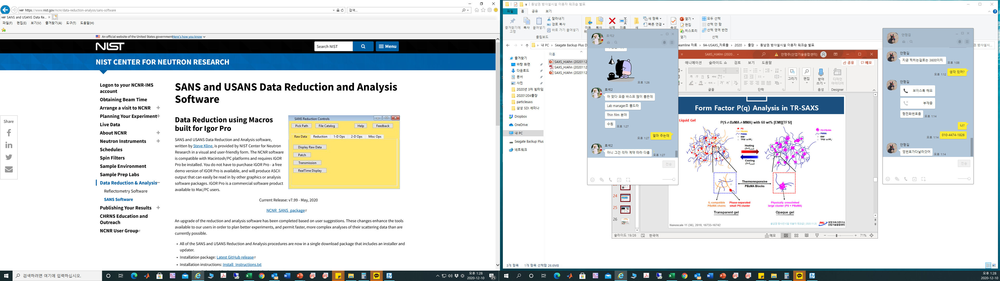 https://www.nist.gov/ncnr/data-reduction-analysis/sans-software
검색...
NIST SANS and USANS Data Re...
파일(F) 편집(E) 보기(V) 즐겨찾기(A) 도구(T) 도움말(H)
An official website of the United States government Here's how you know
NIST
Search NIST
Menu
NIST CENTER FOR NEUTRON RESEARCH
Share
Logon to your NCNR-IMS
account
Obtaining Beam Time
Arrange a visit to NCNR
Planning Your Experiment
Live Data
About NCNR
Neutron Instruments
Schedules
Spin Filters
Sample Environment
Sample Prep Labs
Data Reduction & Analysis
Reflectometry Software
SANS Software
Publishing Your Results
CHRNS Education and
Outreach
NCNR User Group
SANS and USANS Data Reduction and Analysis
Software
Data Reduction using Macros
built for Igor Pro
SANS and USANS Data Reduction and Analysis software,
written by Steve Kline, is provided by NIST Center for Neutron
Research in a visual and user-friendly form. The NCNR software
is compatible with Macintosh/PC platforms and requires IGOR
Pro be installed. You do not have to purchase IGOR Pro - a free
demo version of IGOR Pro is available, and will produce ASCII
output that can easily be read in by other graphics or analysis
software packages. IGOR Pro is a commercial software product
available to Mac/PC users.
SANS Reduction Controls
Pick Path File Catalog Help Feedback
Raw Data Reduction 1-D Ops 2-D Ops Misc Ops
Display Raw Data
Patch
Transmission
RealTime Display
Current Release: v7.99 - May, 2020
NCNR_SANS_package
An upgrade of the reduction and analysis software has been completed based on user suggestions. These changes enhance the tools
available to our users in order to plan better experiments, and permit faster, more complex analyses of their scattering data than are
currently possible.
• All of the SANS and USANS Reduction and Analysis procedures are now in a single download package that includes an installer and
updater.
• Installation package: Latest GitHub release
• Installation instructions: Install_Instructions.txt
검색하려면 여기에 입력하십시오.
오후 1:28
2020-12-10
동남권 방사설시설 이용자 워크숍 발표
파일 홈 공유 보기
즐겨찾기에
고정
복사
붙여넣기
잘라내기
경로 복사
바로 가기 붙여넣기
클립보드
이동
복사
삭제
이름
새
새 항목
빠른 연결
속성
열기
편집
히스토리
열기
모두 선택
선택 안 함
선택 영역 반전
선택
내 PC > Seagate Backup Plus D
beamline 자료 > 9A-USAXS_자료들 > 2020 > 출장 > 동남권 방사설시설 이용자 워크숍 발표
즐겨찾기
바탕 화면
다운로드
문서
사진
2020년 3차 빔타임
20201204출장
particlesaxs
삼성 SDI 세미나
Dropbox
OneDrive
내 PC
Seagate Backup Plus
네트워크
이름
SAXS_HJAhn (2020112
SAXS_HJAhn (2020112
SAXS_HJAhn (2020112
3개 항목 1개 항목 선택함 26.6MB
효석2
오후 1:26
효석2
아 맞다 요즘 바스프 많이 뽑든데
Lab manager조 뽑드라
Thin film 분야
수원
오후 1:27
얼마 주는데
오후 1:27
효석2
아니 그건 각자 계약 따라 다름
오후 1:27
전송
SAXS_HJAhn (2020...
안형주(산업기술융합센터)
애니메이션 슬라이드 쇼 검토 보기 도움말
공유 메모
글꼴
단락
그리기
편집
받아
쓰기
음성
디자인
아이디어
Designer
24
25
26
Form Factor P(q) Analysis in TR-SAXS
Liquid Gel
P(S-r-BzMA-r-MMA) with 60 wt% [EMI][TFSI]
PS
PBzMA
PMMA
EMI⁺
TFSI⁻ or PF₆⁻
Heating
(T>TLCST)
Cooling
(T<TLCST)
PS+PBzMA
PMMA
EMI⁺
TFSI⁻ or PF₆⁻
Thermoresponsive
PBzMA Blocks
IL-compatible
PBzMA chains
Phase-separated
small PS cluster
Physically crosslinked
large cluster (PS + PBzMA)
Transparent gel
Opaque gel
Nanoscale 11 (36), 2019, 16733-16742
PAL 포항가속기연구소
산업기술융합센터
슬라이드 19/26 한국어
메모
71%
안형길
안형길
지금 찍히는걸로는 3600이지
오후 1:08
오후 1:12
생각 있어?
안형길
보이스톡 해요
부재중
형전화번호좀
오후 1:14
나?
오후 1:14
010-4474-1826
안형길
영번호가다날라갓어
오후 1:14
전송
오후 1:28
2020-12-10